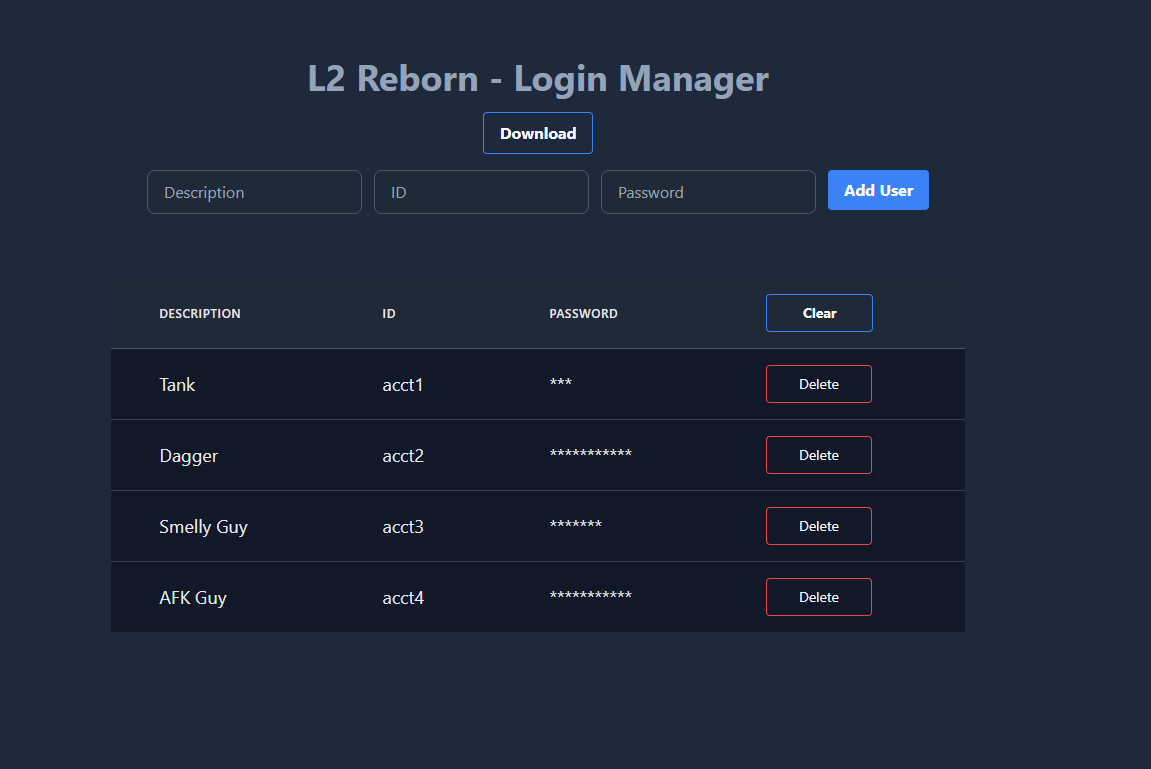 L2 Reborn - Login Manager
Download
Description ID Password Add User
DESCRIPTION ID PASSWORD Clear
Tank acct1 *** Delete
Dagger acct2 *********** Delete
Smelly Guy acct3 ******* Delete
AFK Guy acct4 *********** Delete